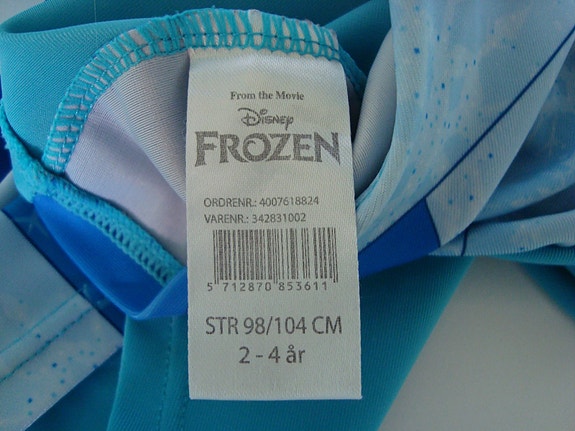 From the Movie
Disney
FROZEN
ORDRENR.: 4007618824
VARENR.: 342831002
5 712870 853611
STR 98/104 CM
2 - 4 år